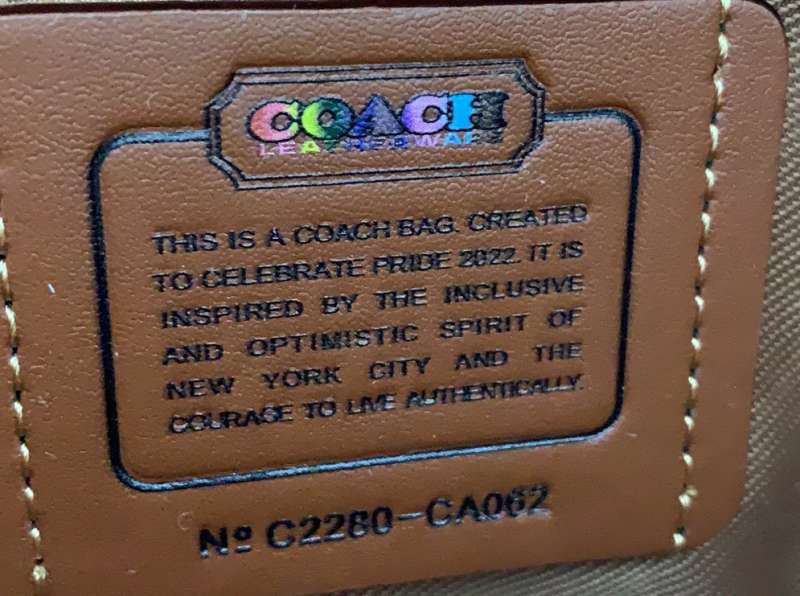 COACH
LEATHERWARE
THIS IS A COACH BAG. CREATED
TO CELEBRATE PRIDE 2022. IT IS
INSPIRED BY THE INCLUSIVE
AND OPTIMISTIC SPIRIT OF
NEW YORK CITY AND THE
COURAGE TO LIVE AUTHENTICALLY.
Nº C2280-CA062